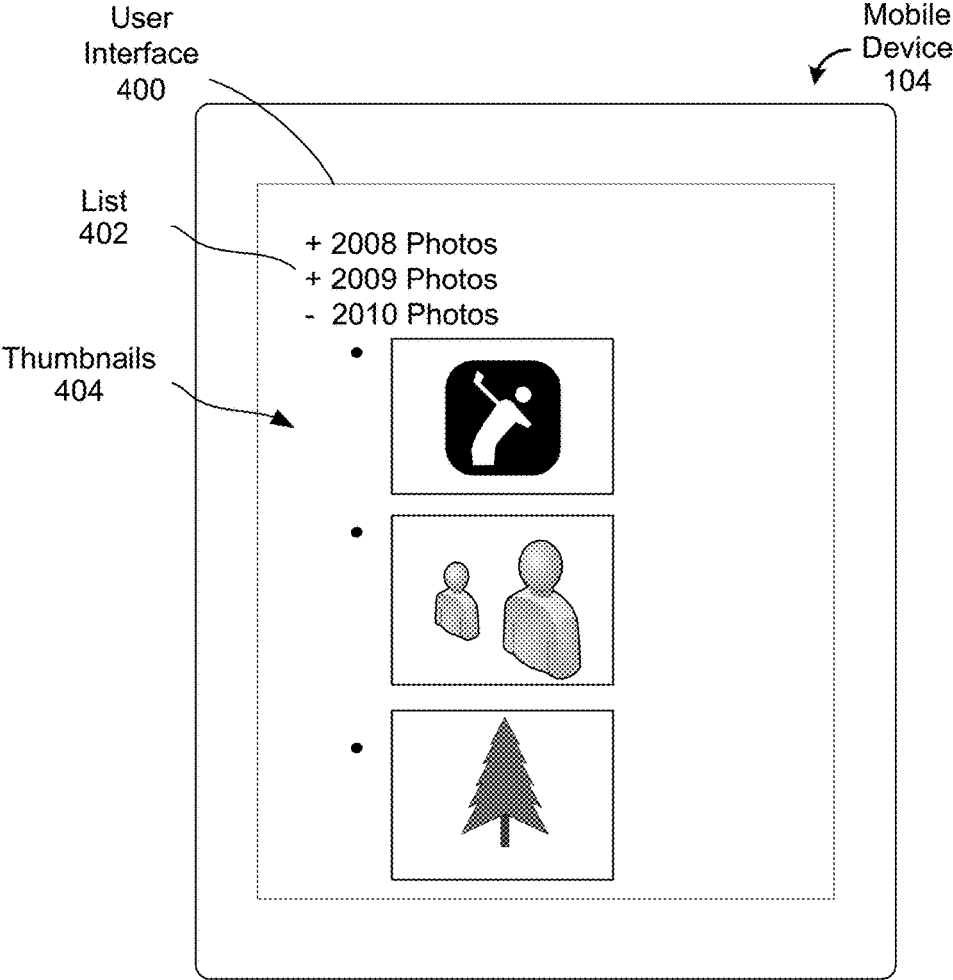 User
Interface
400
Mobile
Device
104
List
402
+ 2008 Photos
+ 2009 Photos
- 2010 Photos
Thumbnails
404